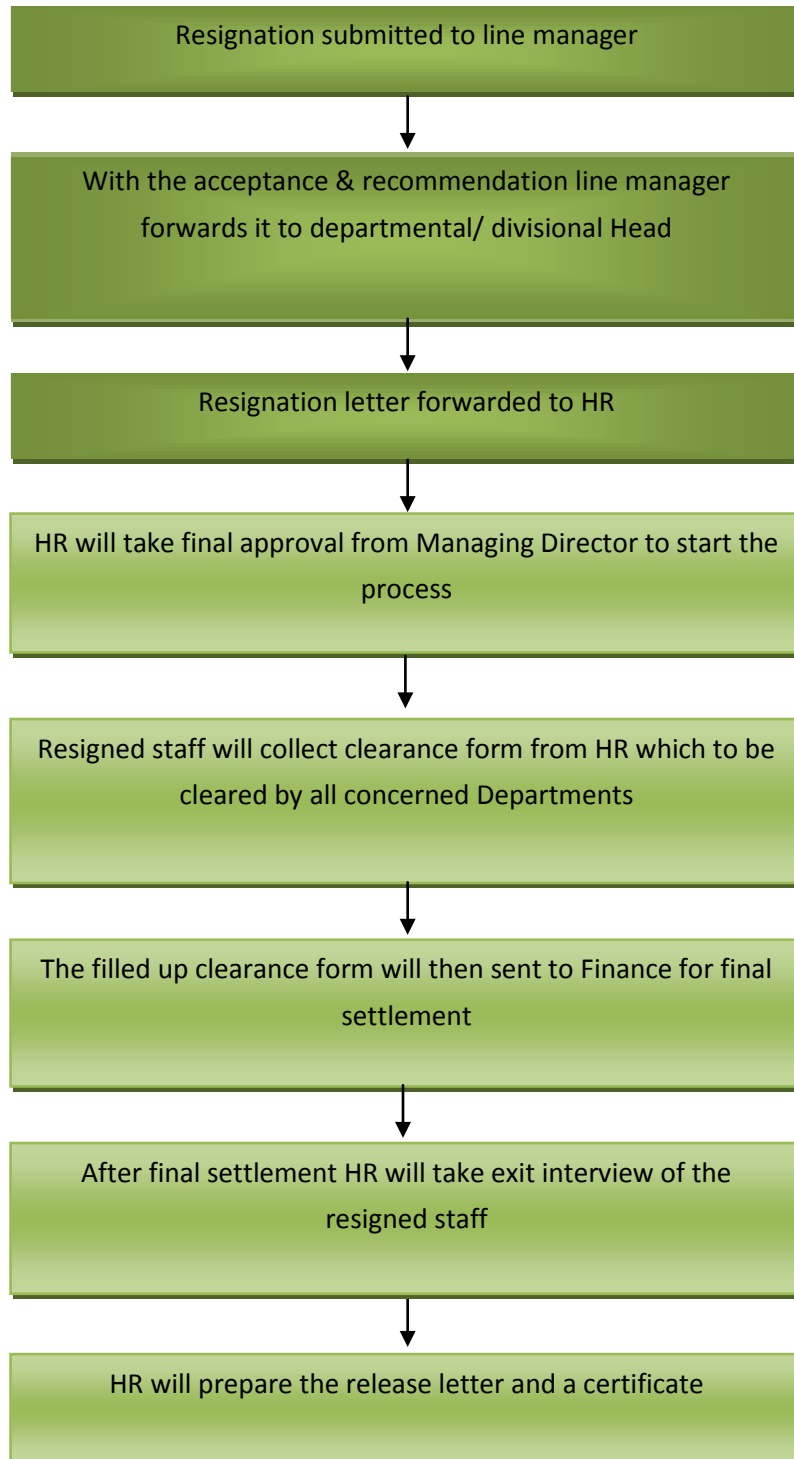 Resignation submitted to line manager
With the acceptance & recommendation line manager
forwards it to departmental/ divisional Head
Resignation letter forwarded to HR
HR will take final approval from Managing Director to start the
process
Resigned staff will collect clearance form from HR which to be
cleared by all concerned Departments
The filled up clearance form will then sent to Finance for final
settlement
After final settlement HR will take exit interview of the
resigned staff
HR will prepare the release letter and a certificate